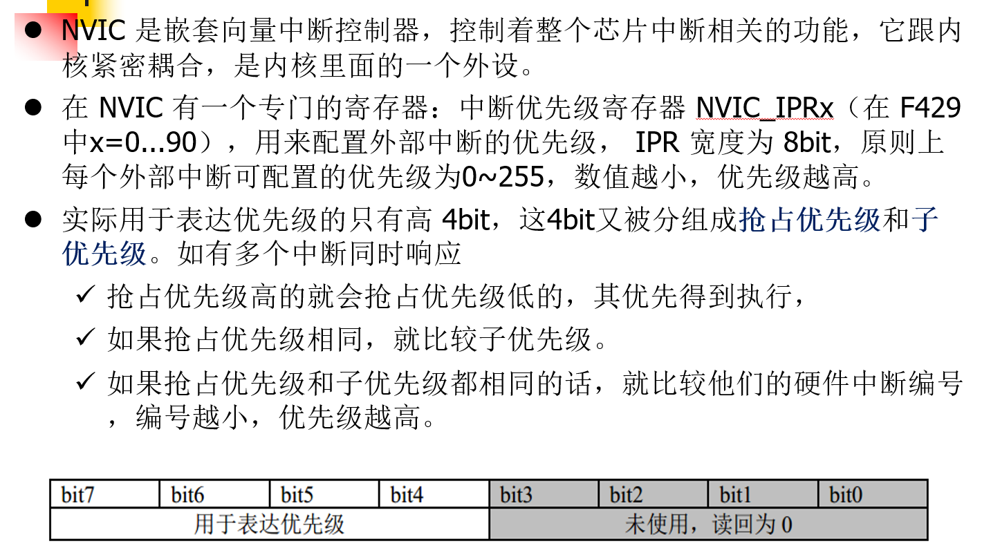 ● NVIC 是嵌套向量中断控制器，控制着整个芯片中断相关的功能，它跟内
核紧密耦合，是内核里面的一个外设。
● 在 NVIC 有一个专门的寄存器：中断优先级寄存器 NVIC_IPRx（在 F429
中x=0...90），用来配置外部中断的优先级， IPR 宽度为 8bit，原则上
每个外部中断可配置的优先级为0~255，数值越小，优先级越高。
● 实际用于表达优先级的只有高 4bit，这4bit又被分组成抢占优先级和子
优先级。如有多个中断同时响应
✓ 抢占优先级高的就会抢占优先级低的，其优先得到执行，
✓ 如果抢占优先级相同，就比较子优先级。
✓ 如果抢占优先级和子优先级都相同的话，就比较他们的硬件中断编号
，编号越小，优先级越高。
bit7 bit6 bit5 bit4 bit3 bit2 bit1 bit0
用于表达优先级 未使用，读回为 0